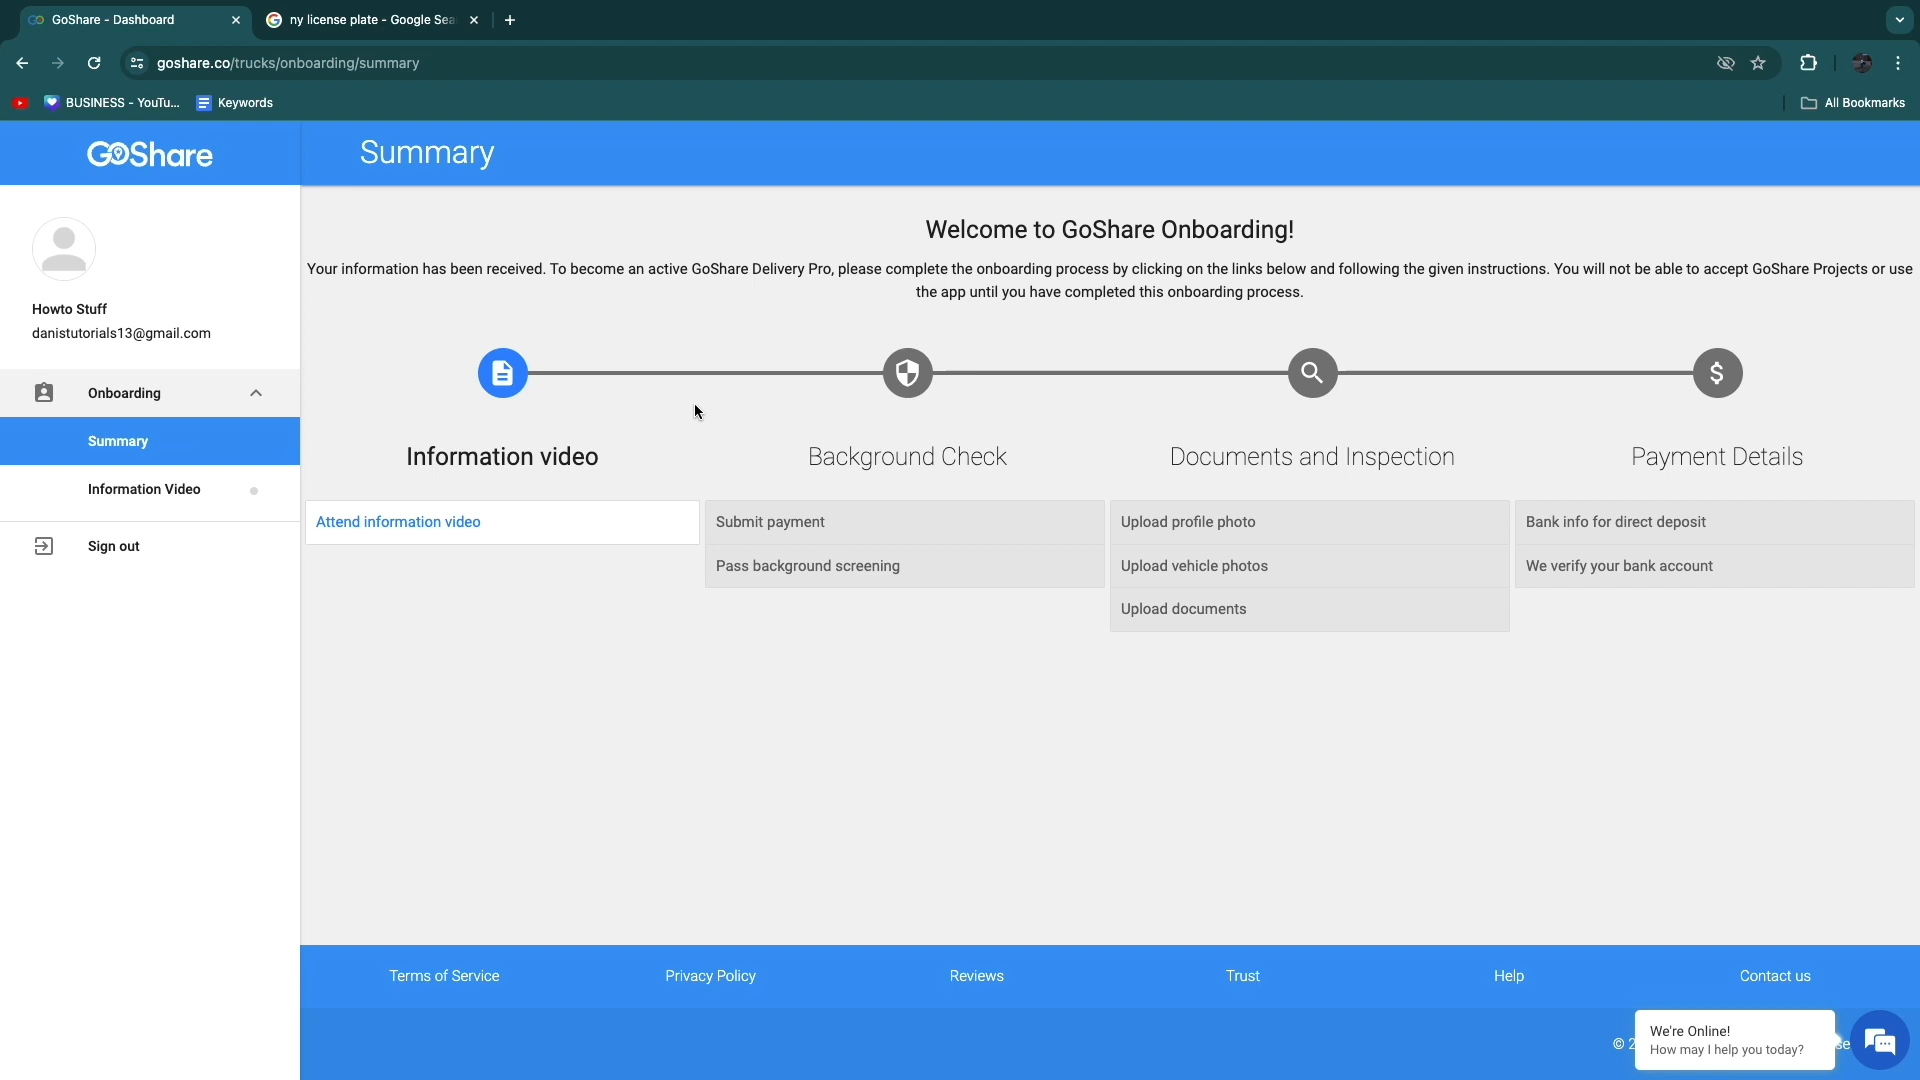 GoShare - Dashboard
ny license plate - Google Sea
goshare.co/trucks/onboarding/summary
BUSINESS - YouTu...
Keywords
All Bookmarks
GoShare
Summary
Howto Stuff
danistutorials13@gmail.com
Onboarding
Summary
Information Video
Sign out
Welcome to GoShare Onboarding!
Your information has been received. To become an active GoShare Delivery Pro, please complete the onboarding process by clicking on the links below and following the given instructions. You will not be able to accept GoShare Projects or use
the app until you have completed this onboarding process.
Information video
Attend information video
Background Check
Submit payment
Pass background screening
Documents and Inspection
Upload profile photo
Upload vehicle photos
Upload documents
Payment Details
Bank info for direct deposit
We verify your bank account
Terms of Service
Privacy Policy
Reviews
Trust
Help
Contact us
We're Online!
How may I help you today?